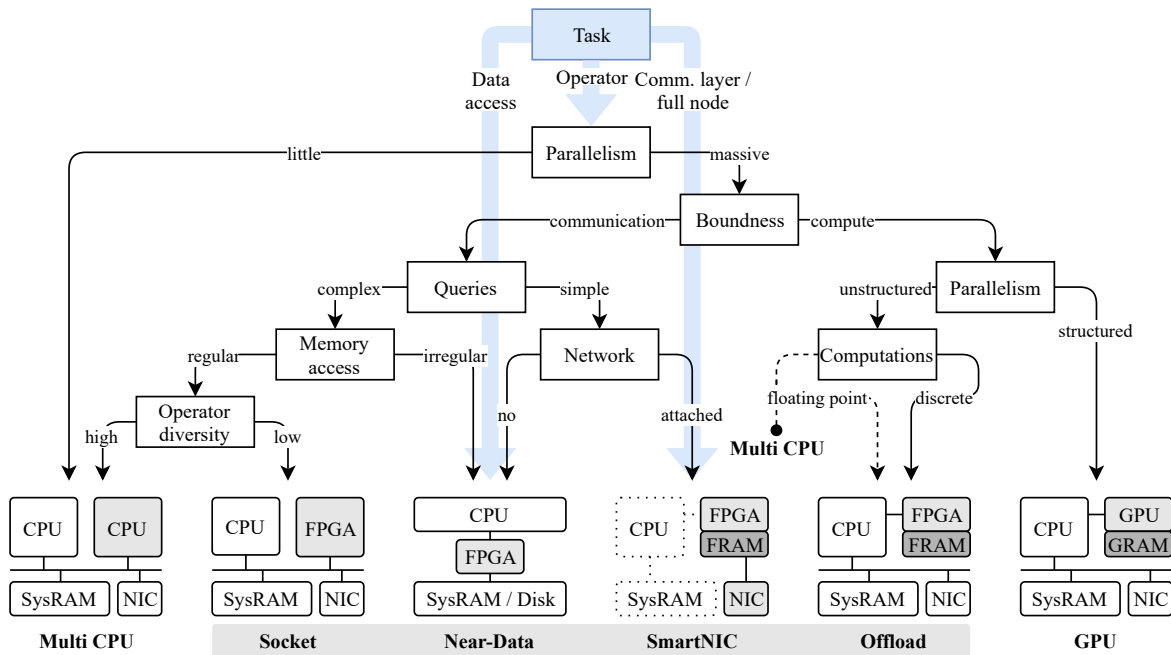 Task
Data
access
Operator
Comm. layer /
full node
little
Parallelism
massive
communication
Boundness
compute
complex
Queries
simple
unstructured
Parallelism
structured
regular
Memory
access
irregular
Network
Computations
high
Operator
diversity
low
no
attached
floating point
discrete
Multi CPU
CPU
CPU
SysRAM
NIC
CPU
FPGA
SysRAM
NIC
CPU
FPGA
SysRAM / Disk
CPU
FPGA
FRAM
SysRAM
NIC
CPU
FPGA
FRAM
SysRAM
NIC
CPU
GPU
GRAM
SysRAM
NIC
Multi CPU
Socket
Near-Data
SmartNIC
Offload
GPU